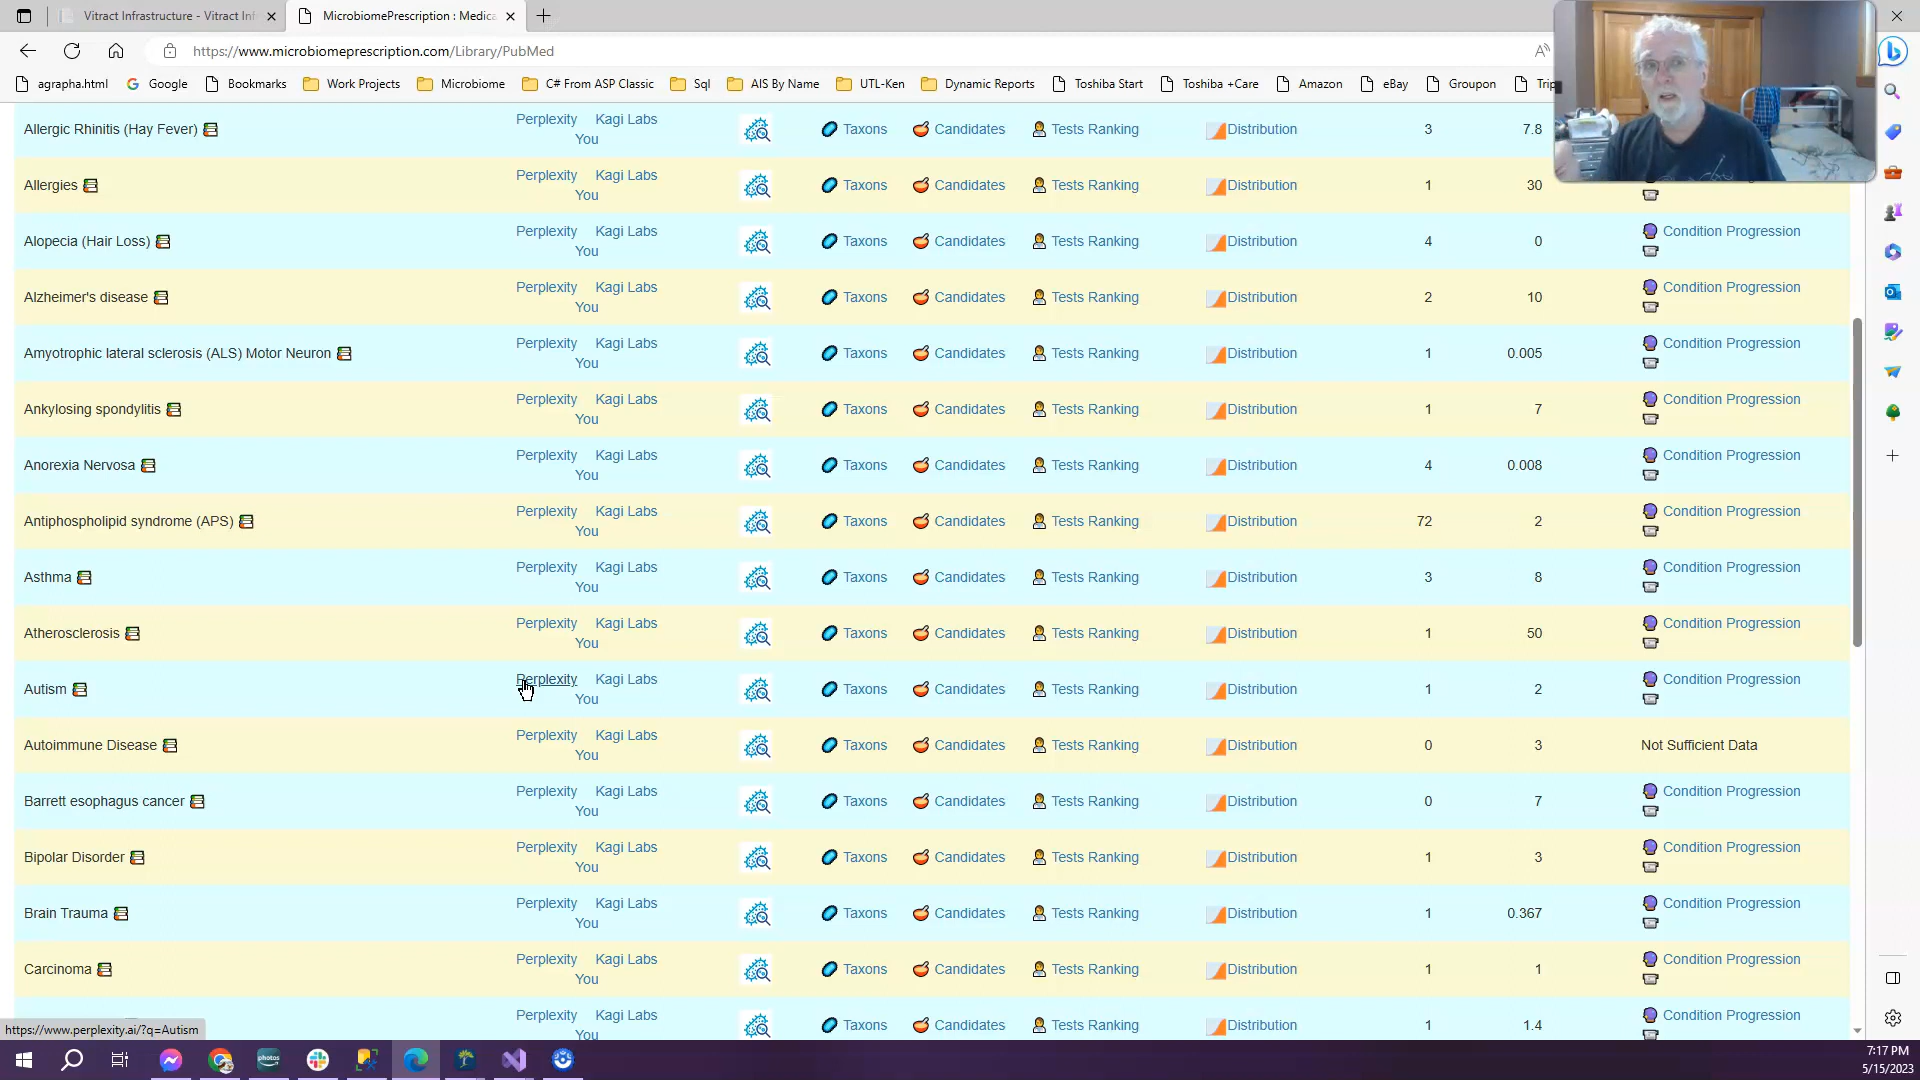 Vitract Infrastructure - Vitract Inf
MicrobiomePrescription : Medica
https://www.microbiomeprescription.com/Library/PubMed
agrapha.html Google Bookmarks Work Projects Microbiome C# From ASP Classic Sql AIS By Name UTL-Ken Dynamic Reports Toshiba Start Toshiba +Care Amazon eBay Groupon Trip
Allergic Rhinitis (Hay Fever) Perplexity Kagi Labs You Taxons Candidates Tests Ranking Distribution 3 7.8
Allergies Perplexity Kagi Labs You Taxons Candidates Tests Ranking Distribution 1 30
Alopecia (Hair Loss) Perplexity Kagi Labs You Taxons Candidates Tests Ranking Distribution 4 0 Condition Progression
Alzheimer's disease Perplexity Kagi Labs You Taxons Candidates Tests Ranking Distribution 2 10 Condition Progression
Amyotrophic lateral sclerosis (ALS) Motor Neuron Perplexity Kagi Labs You Taxons Candidates Tests Ranking Distribution 1 0.005 Condition Progression
Ankylosing spondylitis Perplexity Kagi Labs You Taxons Candidates Tests Ranking Distribution 1 7 Condition Progression
Anorexia Nervosa Perplexity Kagi Labs You Taxons Candidates Tests Ranking Distribution 4 0.008 Condition Progression
Antiphospholipid syndrome (APS) Perplexity Kagi Labs You Taxons Candidates Tests Ranking Distribution 72 2 Condition Progression
Asthma Perplexity Kagi Labs You Taxons Candidates Tests Ranking Distribution 3 8 Condition Progression
Atherosclerosis Perplexity Kagi Labs You Taxons Candidates Tests Ranking Distribution 1 50 Condition Progression
Autism Perplexity Kagi Labs You Taxons Candidates Tests Ranking Distribution 1 2 Condition Progression
Autoimmune Disease Perplexity Kagi Labs You Taxons Candidates Tests Ranking Distribution 0 3 Not Sufficient Data
Barrett esophagus cancer Perplexity Kagi Labs You Taxons Candidates Tests Ranking Distribution 0 7 Condition Progression
Bipolar Disorder Perplexity Kagi Labs You Taxons Candidates Tests Ranking Distribution 1 3 Condition Progression
Brain Trauma Perplexity Kagi Labs You Taxons Candidates Tests Ranking Distribution 1 0.367 Condition Progression
Carcinoma Perplexity Kagi Labs You Taxons Candidates Tests Ranking Distribution 1 1 Condition Progression
Perplexity Kagi Labs You Taxons Candidates Tests Ranking Distribution 1 1.4 Condition Progression
https://www.perplexity.ai/?q=Autism
photos
7:17 PM
5/15/2023